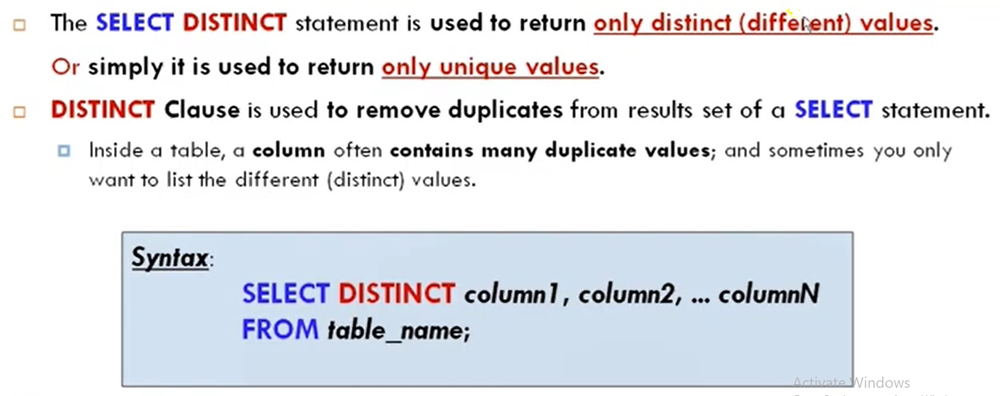 The SELECT DISTINCT statement is used to return only distinct (different) values.
Or simply it is used to return only unique values.
DISTINCT Clause is used to remove duplicates from results set of a SELECT statement.
Inside a table, a column often contains many duplicate values; and sometimes you only
want to list the different (distinct) values.
Syntax:
SELECT DISTINCT column1, column2, ... columnN
FROM table_name;
Activate Windows